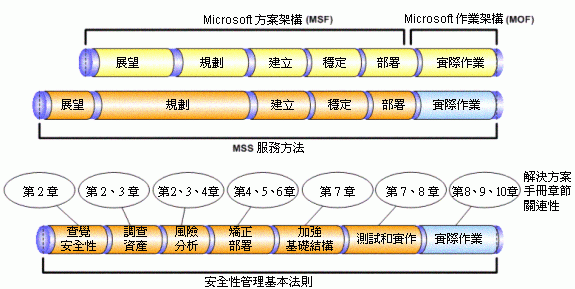 Microsoft 方案架構 (MSF)
Microsoft 作業架構 (MOF)
展望
規劃
建立
穩定
部署
實際作業
展望
規劃
建立
穩定
部署
實際作業
MSS 服務方法
第 2 章
第 2、3 章
第2、3、4章
第4、5、6章
第 7 章
第 7、8 章
第8、9、10章
解決方案
手冊章節
關連性
查覺
安全性
調查
資產
風險
分析
矯正
部署
加強
基礎結構
測試和實作
實際作業
安全性管理基本法則